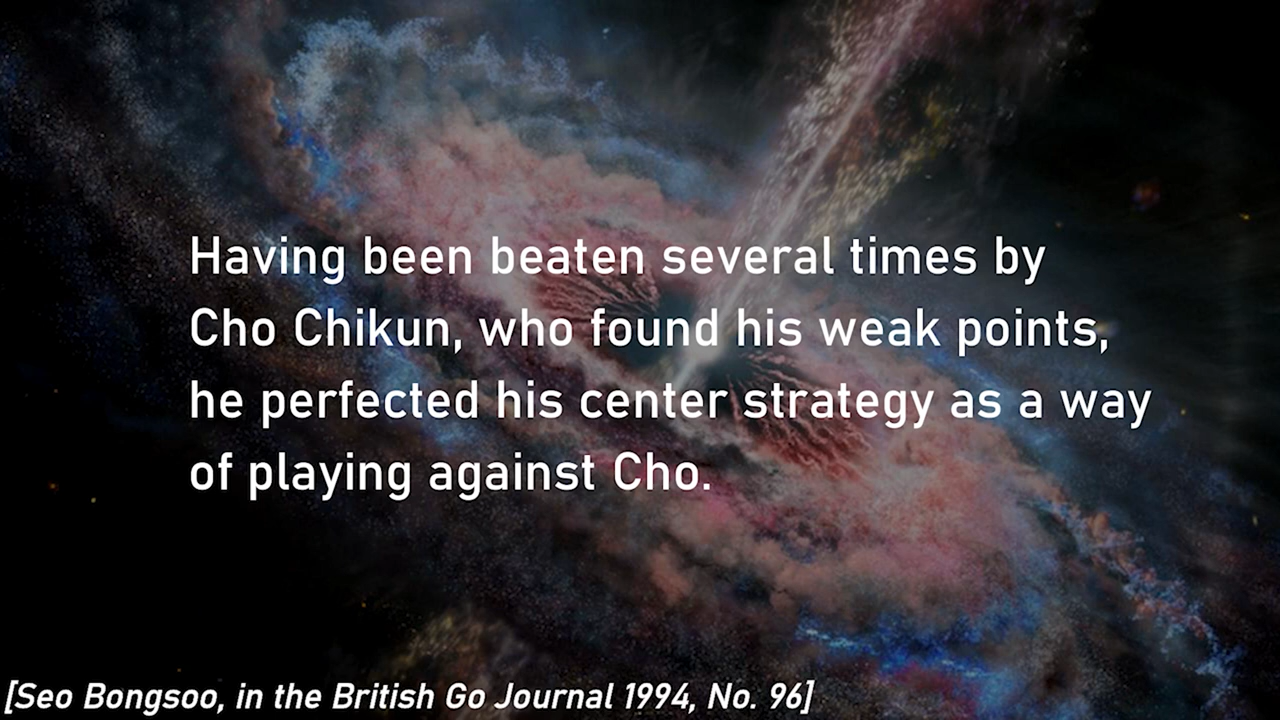 Having been beaten several times by
Cho Chikun, who found his weak points,
he perfected his center strategy as a way
of playing against Cho.
[Seo Bongsoo, in the British Go Journal 1994, No. 96]